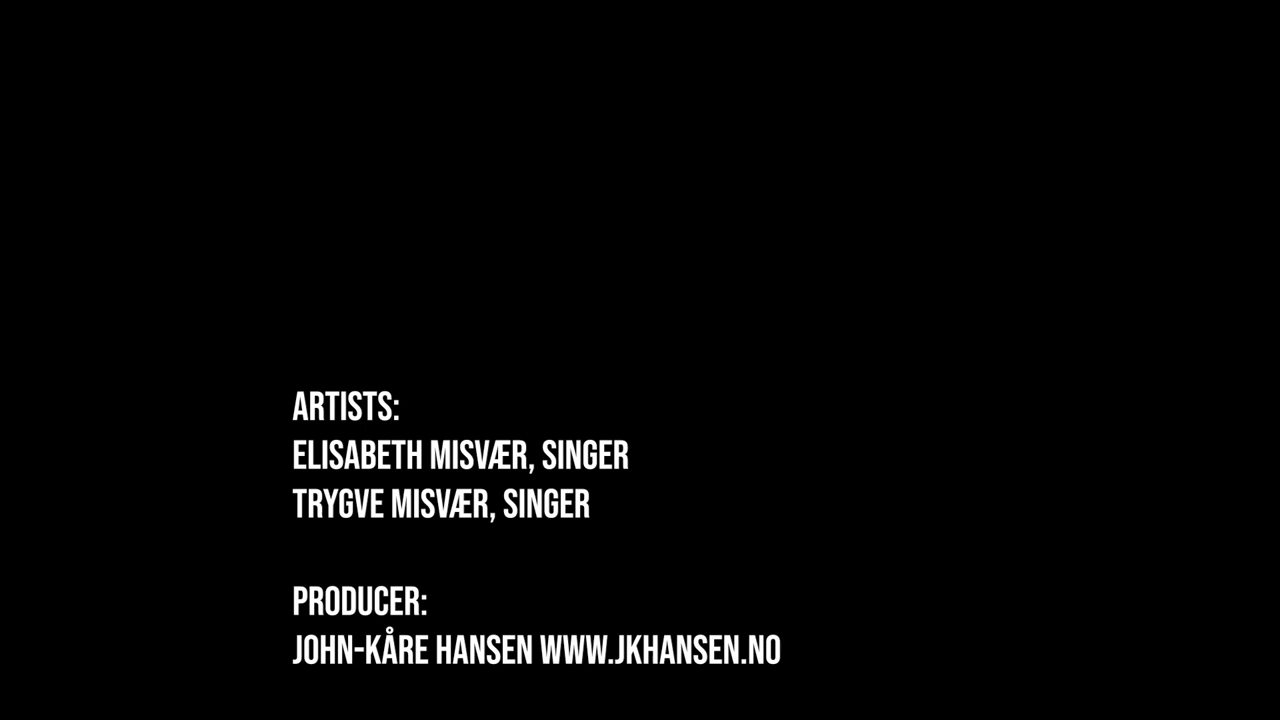 ARTISTS:
ELISABETH MISVÆR, SINGER
TRYGVE MISVÆR, SINGER
PRODUCER:
JOHN-KÅRE HANSEN WWW.JKHANSEN.NO